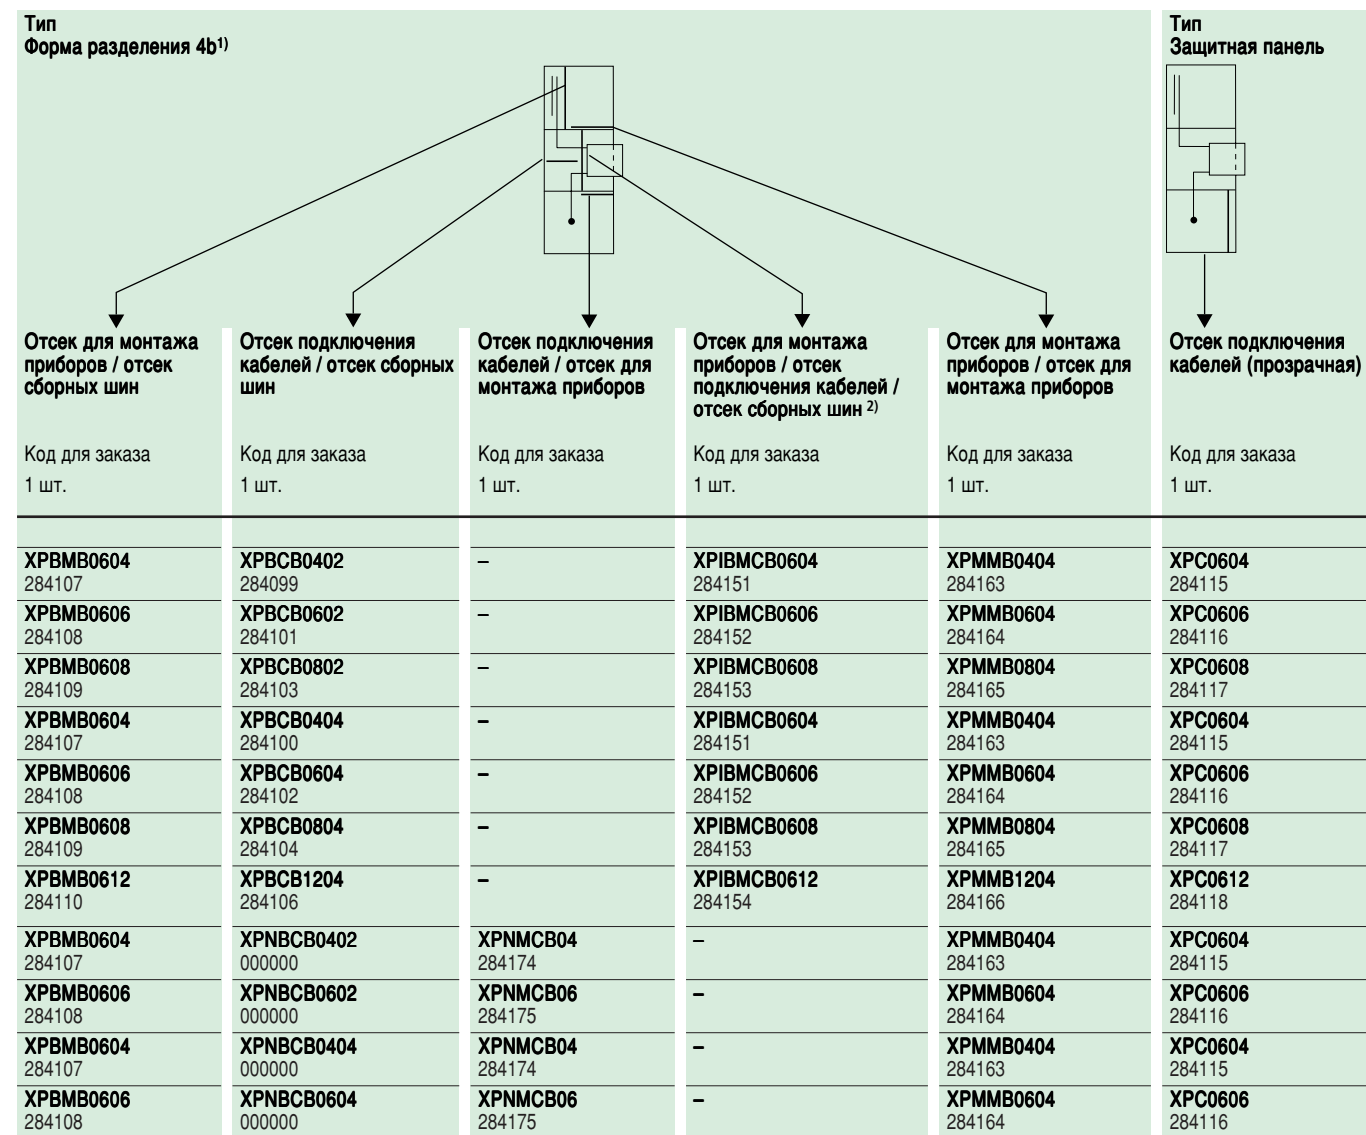 Тип
Форма разделения 4b1)
Тип
Защитная панель
Отсек для монтажа
приборов / отсек
сборных шин
Отсек подключения
кабелей / отсек сборных
шин
Отсек подключения
кабелей / отсек для
монтажа приборов
Отсек для монтажа
приборов / отсек
подключения кабелей /
отсек сборных шин 2)
Отсек для монтажа
приборов / отсек для
монтажа приборов
Отсек подключения
кабелей (прозрачная)
Код для заказа Код для заказа Код для заказа Код для заказа Код для заказа Код для заказа
1 шт. 1 шт. 1 шт. 1 шт. 1 шт. 1 шт.
XPBMB0604 XPBCB0402 – XPIBMCB0604 XPMMB0404 XPC0604
284107 284099 284151 284163 284115
XPBMB0606 XPBCB0602 – XPIBMCB0606 XPMMB0604 XPC0606
284108 284101 284152 284164 284116
XPBMB0608 XPBCB0802 – XPIBMCB0608 XPMMB0804 XPC0608
284109 284103 284153 284165 284117
XPBMB0604 XPBCB0404 – XPIBMCB0604 XPMMB0404 XPC0604
284107 284100 284151 284163 284115
XPBMB0606 XPBCB0604 – XPIBMCB0606 XPMMB0604 XPC0606
284108 284102 284152 284164 284116
XPBMB0608 XPBCB0804 – XPIBMCB0608 XPMMB0804 XPC0608
284109 284104 284153 284165 284117
XPBMB0612 XPBCB1204 – XPIBMCB0612 XPMMB1204 XPC0612
284110 284106 284154 284166 284118
XPBMB0604 XPNBCB0402 XPNMCB04 – XPMMB0404 XPC0604
284107 000000 284174 284163 284115
XPBMB0606 XPNBCB0602 XPNMCB06 – XPMMB0604 XPC0606
284108 000000 284175 284164 284116
XPBMB0604 XPNBCB0404 XPNMCB04 – XPMMB0404 XPC0604
284107 000000 284174 284163 284115
XPBMB0606 XPNBCB0604 XPNMCB06 – XPMMB0604 XPC0606
284108 000000 284175 284164 284116